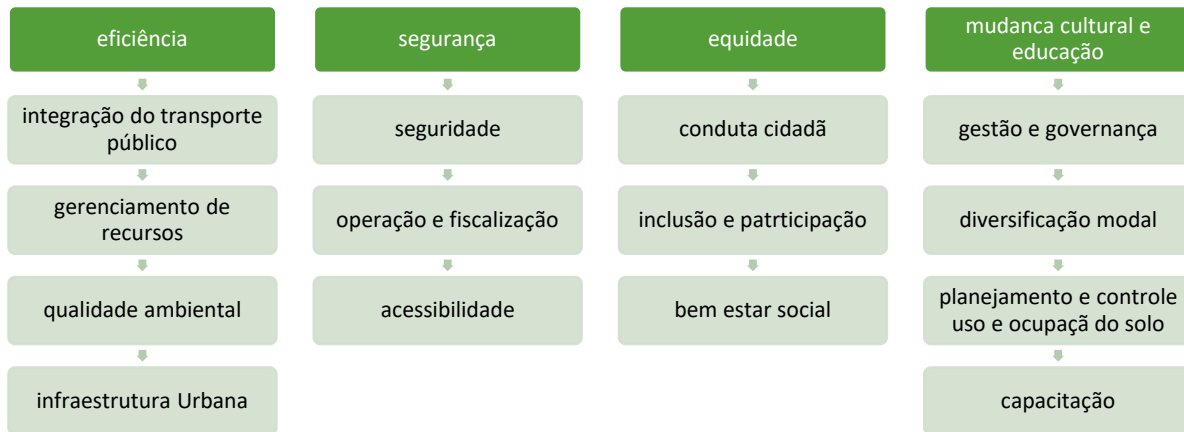 eficiência
integração do transporte
público
gerenciamento de
recursos
qualidade ambiental
infraestrutura Urbana
segurança
seguridade
operação e fiscalização
acessibilidade
equidade
conduta cidadã
inclusão e patrticipação
bem estar social
mudanca cultural e
educação
gestão e governança
diversificação modal
planejamento e controle
uso e ocupaçã do solo
capacitação